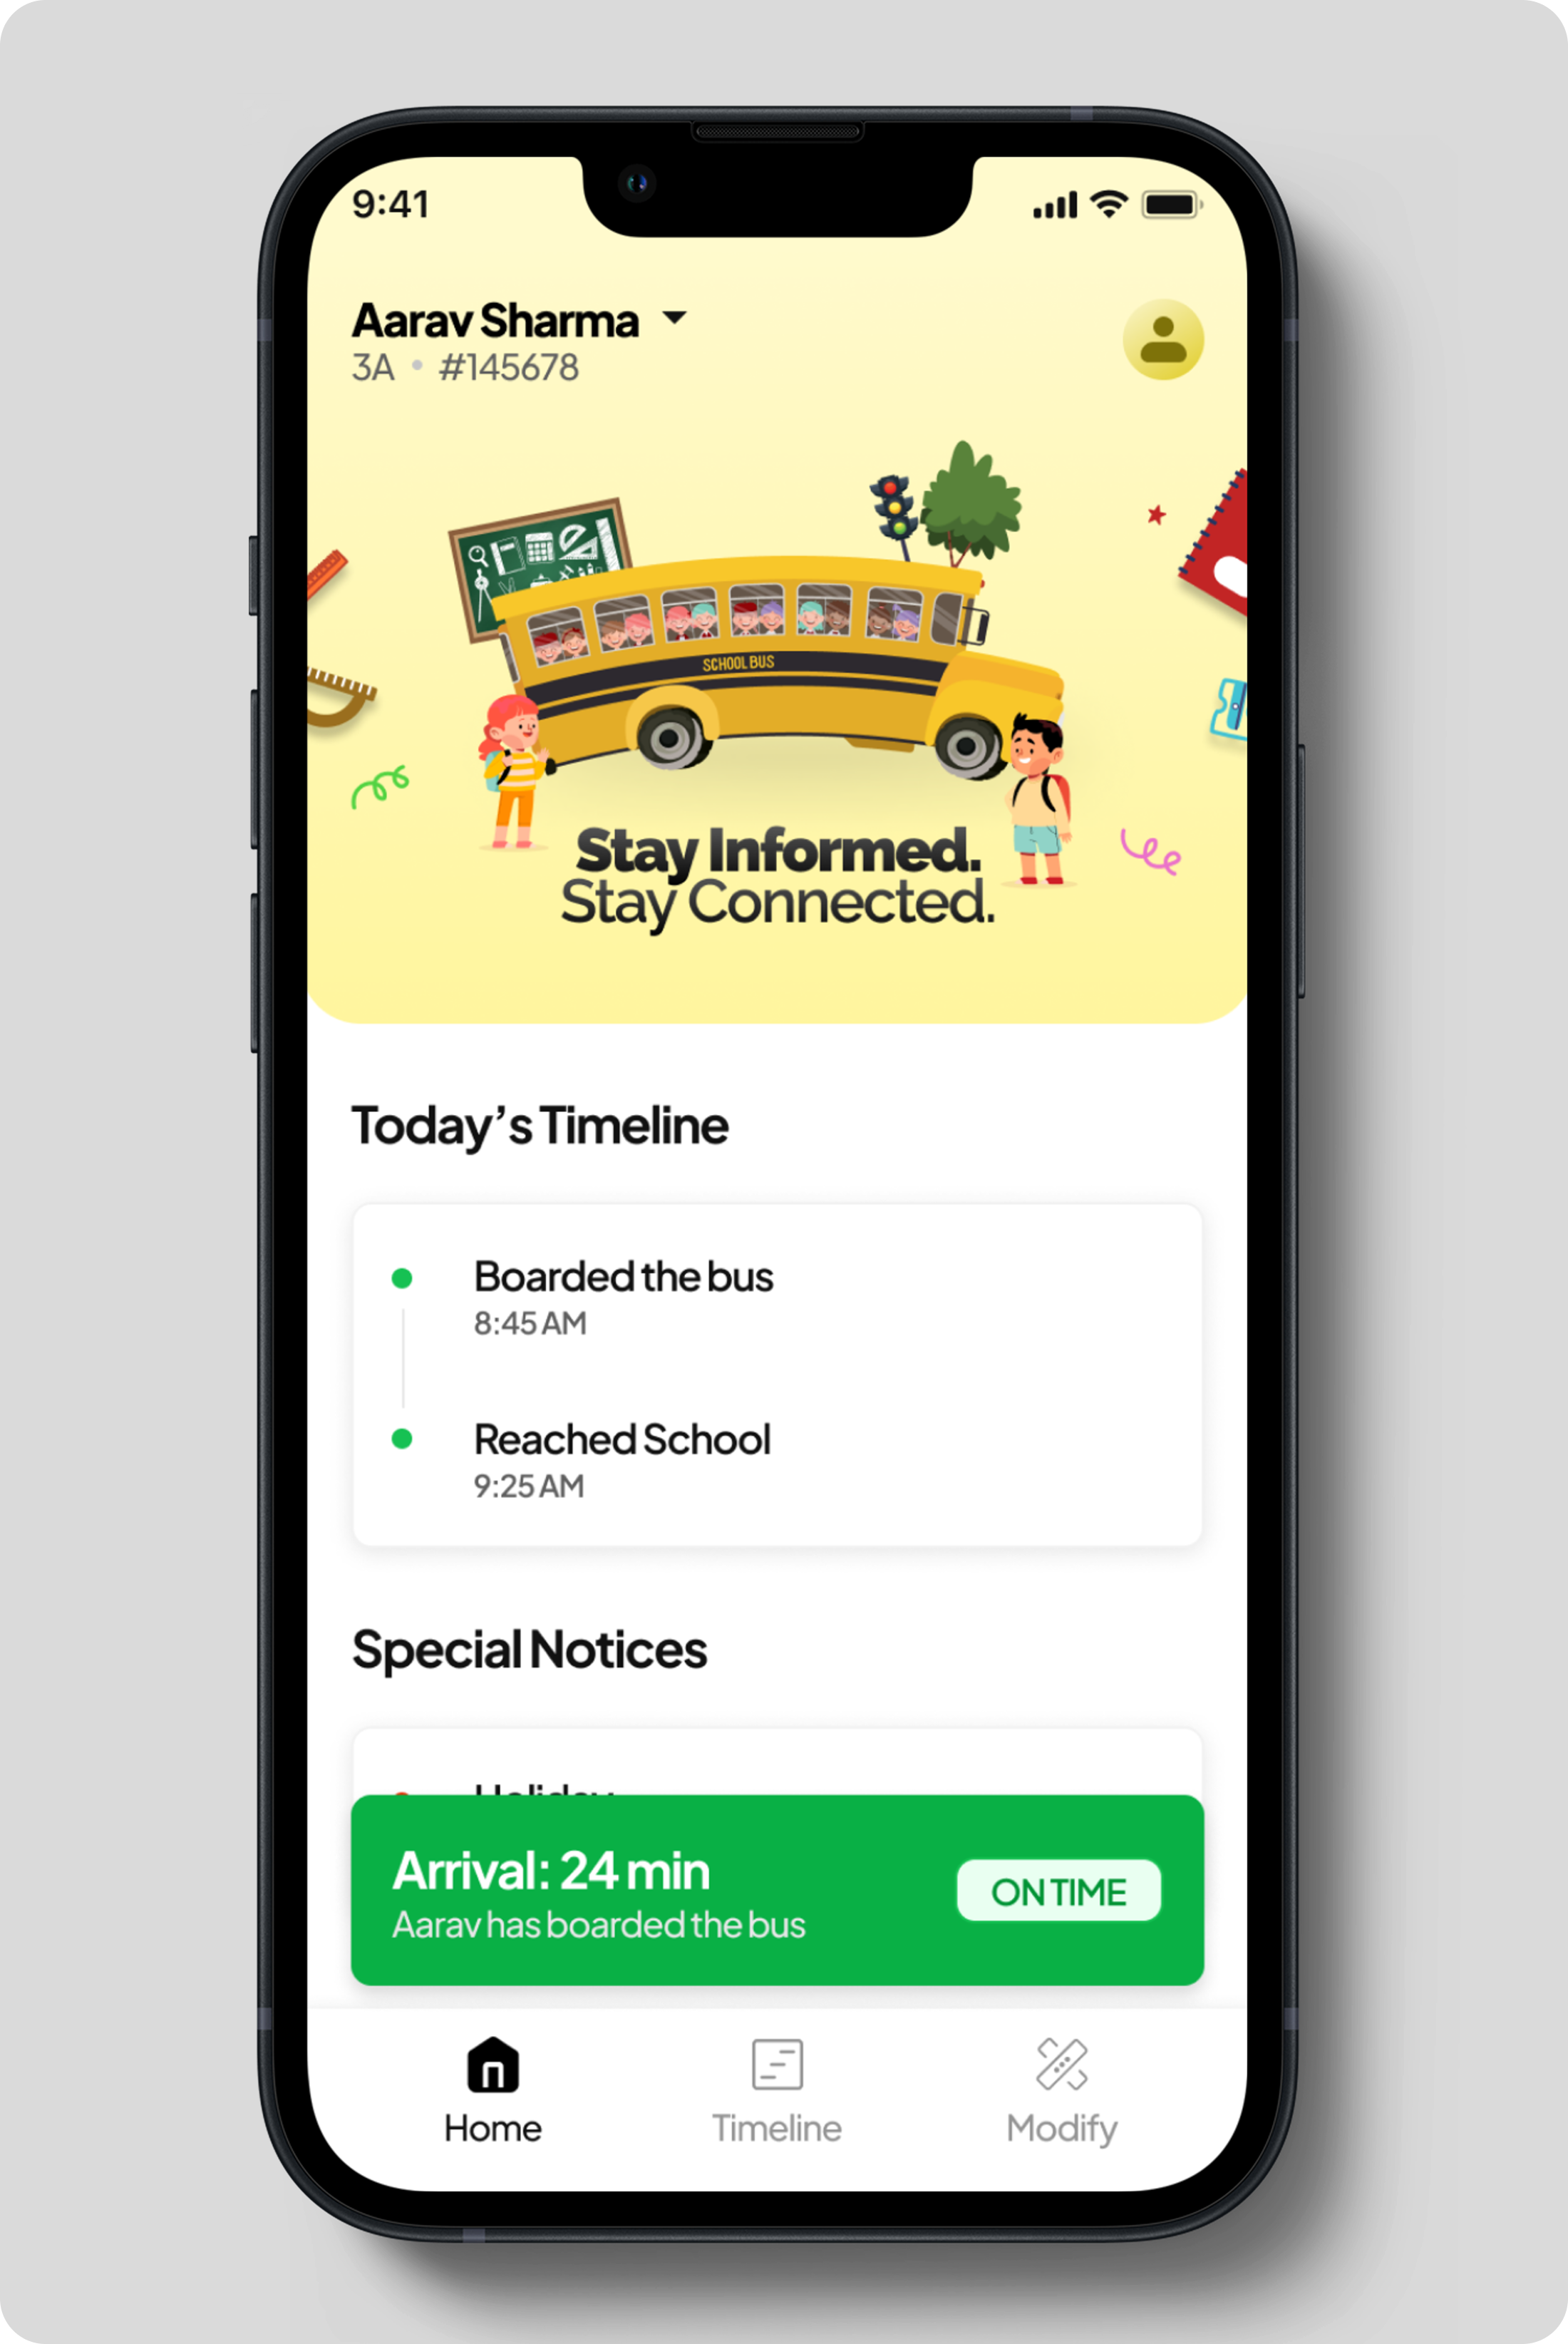 9:41
Aarav Sharma
3A • #145678
SCHOOL BUS
Stay Informed.
Stay Connected.
Today’s Timeline
Boarded the bus
8:45 AM
Reached School
9:25 AM
Special Notices
Holiday
Arrival: 24 min
ON TIME
Aarav has boarded the bus
Home
Timeline
Modify